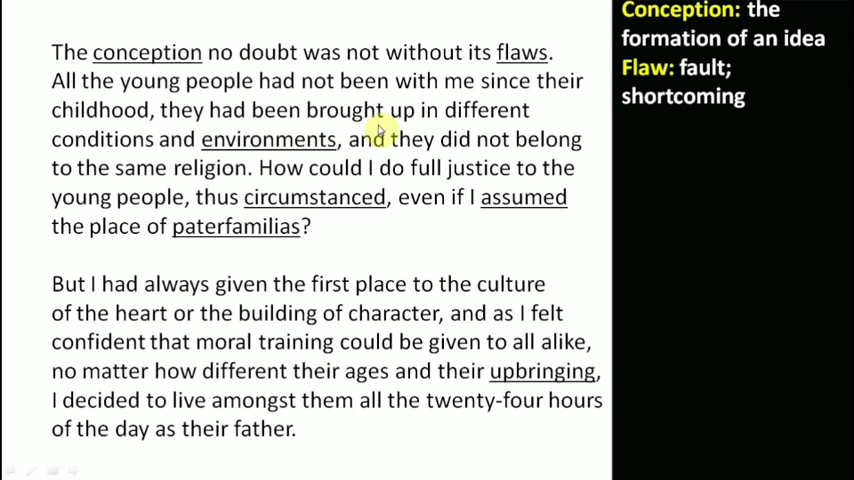 The conception no doubt was not without its flaws.
All the young people had not been with me since their
childhood, they had been brought up in different
conditions and environments, and they did not belong
to the same religion. How could I do full justice to the
young people, thus circumstanced, even if I assumed
the place of paterfamilias?
But I had always given the first place to the culture
of the heart or the building of character, and as I felt
confident that moral training could be given to all alike,
no matter how different their ages and their upbringing,
I decided to live amongst them all the twenty-four hours
of the day as their father.
Conception: the
formation of an idea
Flaw: fault;
shortcoming